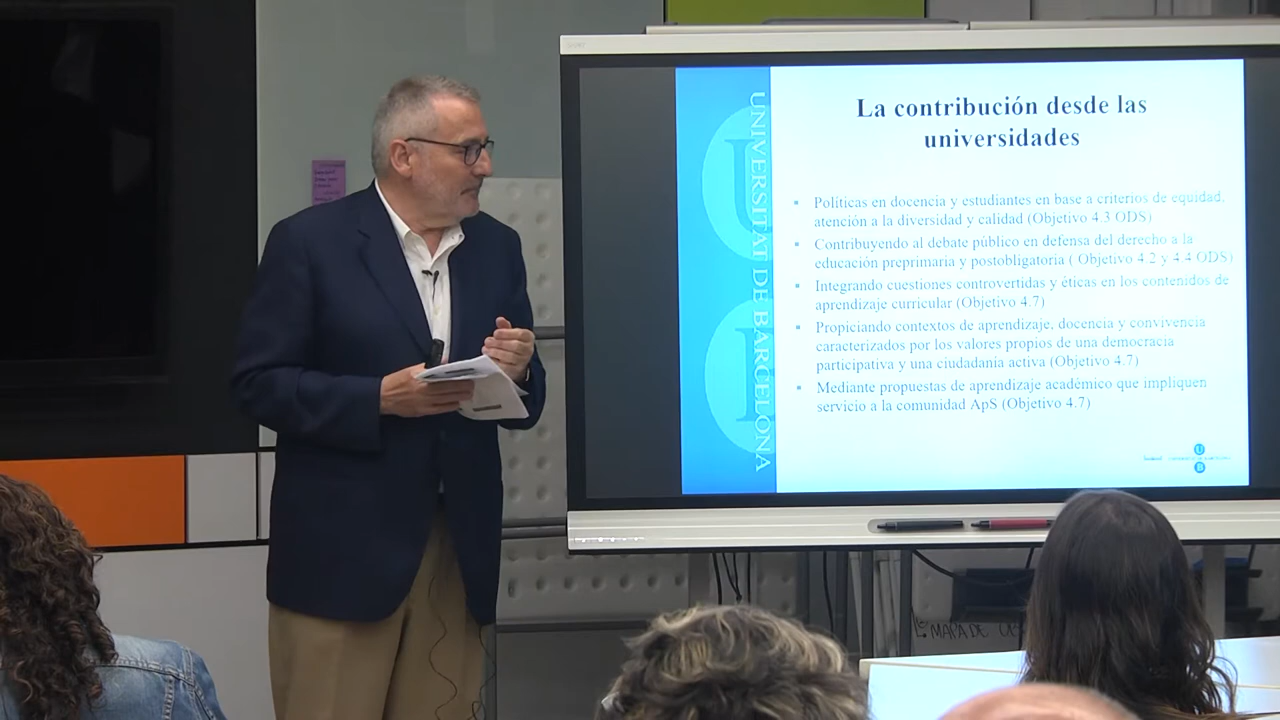 La contribución desde las
universidades
UNIVERSITAT DE BARCELONA
Políticas en docencia y estudiantes en base a criterios de equidad,
atención a la diversidad y calidad (Objetivo 4.3 ODS)
Contribuyendo al debate público en defensa del derecho a la
educación preprimaria y postobligatoria ( Objetivo 4.2 y 4.4 ODS)
Integrando cuestiones controvertidas y éticas en los contenidos de
aprendizaje curricular (Objetivo 4.7)
Propiciando contextos de aprendizaje, docencia y convivencia
caracterizados por los valores propios de una democracia
participativa y una ciudadanía activa (Objetivo 4.7)
Mediante propuestas de aprendizaje académico que impliquen
servicio a la comunidad ApS (Objetivo 4.7)
U
B
MAPA DE